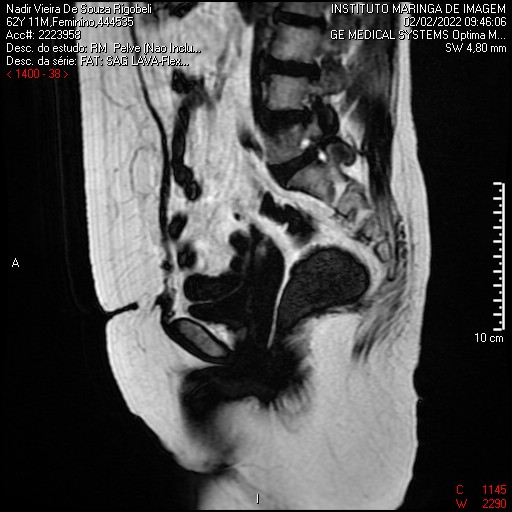 Nadir Vieira De Souza Rigobeli
62Y 11M,Feminino,444535
Acc#: 2223953
Desc. do estudo: RM Pelve (Nao Inclu...
Desc. da série: FAT: SAG LAVA-Flex...
< 1400 - 38 >
INSTITUTO MARINGA DE IMAGEM
02/02/2022 09:46:06
GE MEDICAL SYSTEMS Optima M...
SW 4,80 mm
A
10 cm
I
C 1145
W 2290